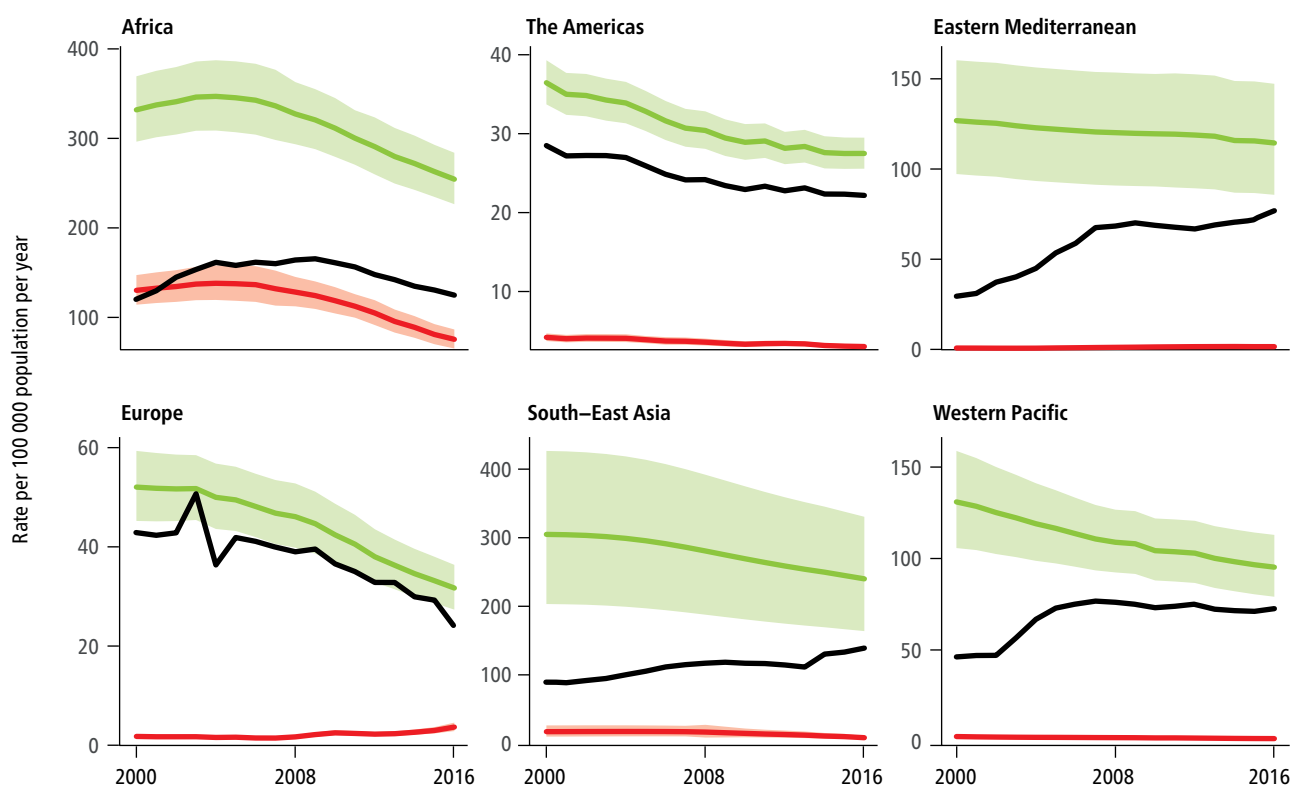 Rate per 100 000 population per year
Africa
400
300
200
100
The Americas
40
30
20
10
Eastern Mediterranean
150
100
50
0
Europe
60
40
20
0
2000 2008 2016
South–East Asia
400
300
200
100
0
2000 2008 2016
Western Pacific
150
100
50
0
2000 2008 2016